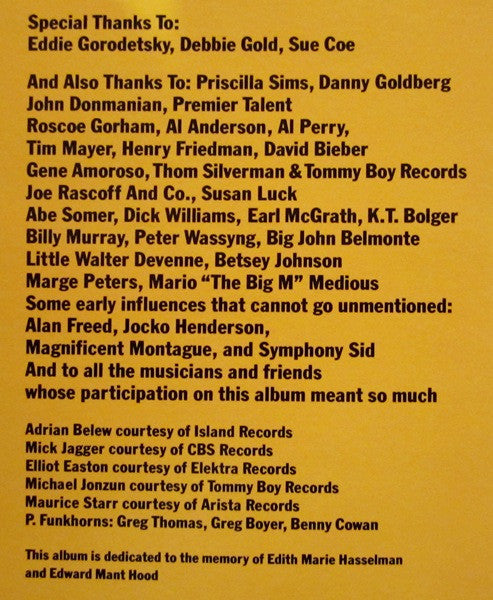 Special Thanks To:
Eddie Gorodetsky, Debbie Gold, Sue Coe
And Also Thanks To: Priscilla Sims, Danny Goldberg
John Donmanian, Premier Talent
Roscoe Gorham, Al Anderson, Al Perry,
Tim Mayer, Henry Friedman, David Bieber
Gene Amoroso, Thom Silverman & Tommy Boy Records
Joe Rascoff And Co., Susan Luck
Abe Somer, Dick Williams, Earl McGrath, K.T. Bolger
Billy Murray, Peter Wassyng, Big John Belmonte
Little Walter Devenne, Betsey Johnson
Marge Peters, Mario “The Big M” Medious
Some early influences that cannot go unmentioned:
Alan Freed, Jocko Henderson,
Magnificent Montague, and Symphony Sid
And to all the musicians and friends
whose participation on this album meant so much
Adrian Belew courtesy of Island Records
Mick Jagger courtesy of CBS Records
Elliot Easton courtesy of Elektra Records
Michael Jonzun courtesy of Tommy Boy Records
Maurice Starr courtesy of Arista Records
P. Funkhorns: Greg Thomas, Greg Boyer, Benny Cowan
This album is dedicated to the memory of Edith Marie Hasselman
and Edward Mant Hood